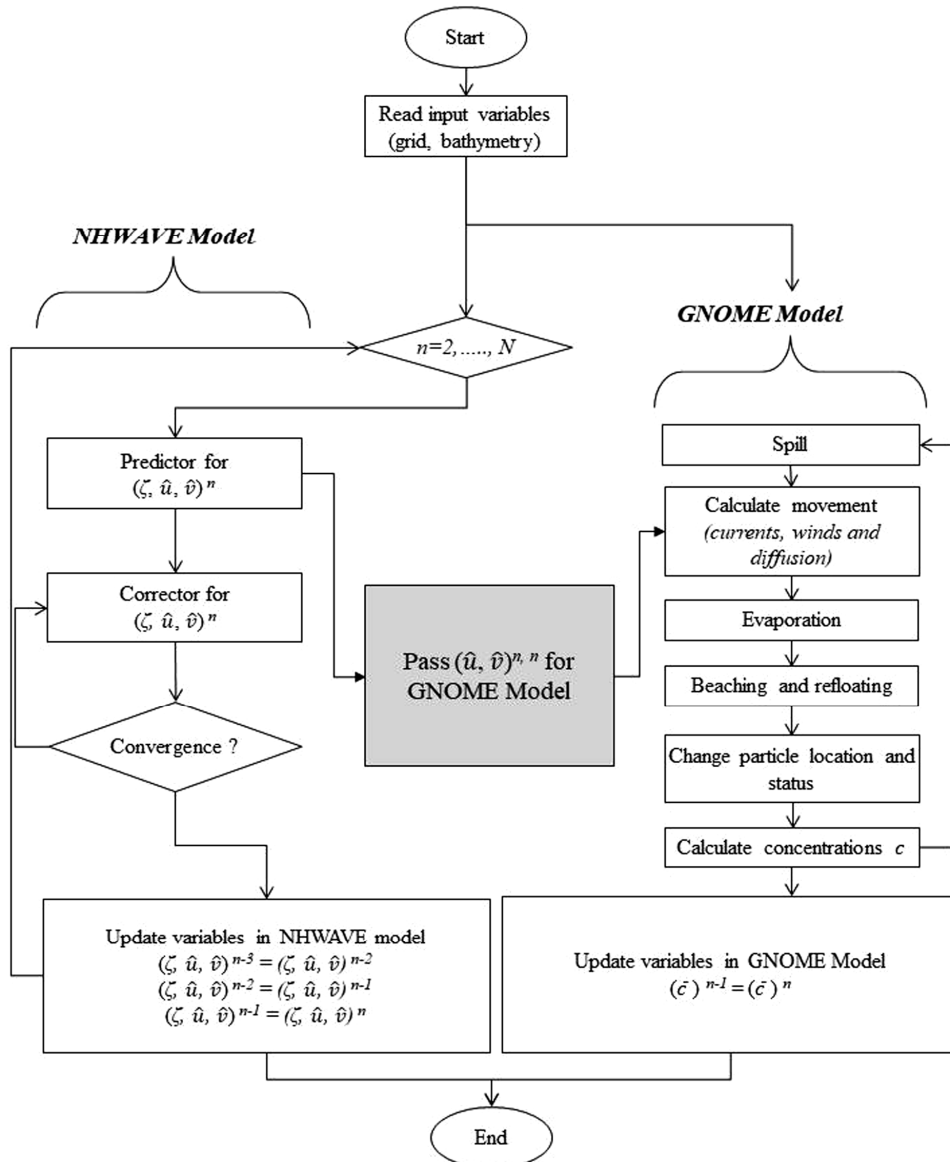 Start
Read input variables
(grid, bathymetry)
NHWAVE Model
GNOME Model
n=2,....., N
Predictor for
(ζ, û, v̂) ⁿ
Corrector for
(ζ, û, v̂) ⁿ
Convergence ?
Update variables in NHWAVE model
(ζ, û, v̂) ⁿ⁻³ = (ζ, û, v̂) ⁿ⁻²
(ζ, û, v̂) ⁿ⁻² = (ζ, û, v̂) ⁿ⁻¹
(ζ, û, v̂) ⁿ⁻¹ = (ζ, û, v̂) ⁿ
Pass (û, v̂)ⁿ, ⁿ for
GNOME Model
Spill
Calculate movement
(currents, winds and
diffusion)
Evaporation
Beaching and refloating
Change particle location and
status
Calculate concentrations c
Update variables in GNOME Model
(c̄ ) ⁿ⁻¹ = (c̄ ) ⁿ
End